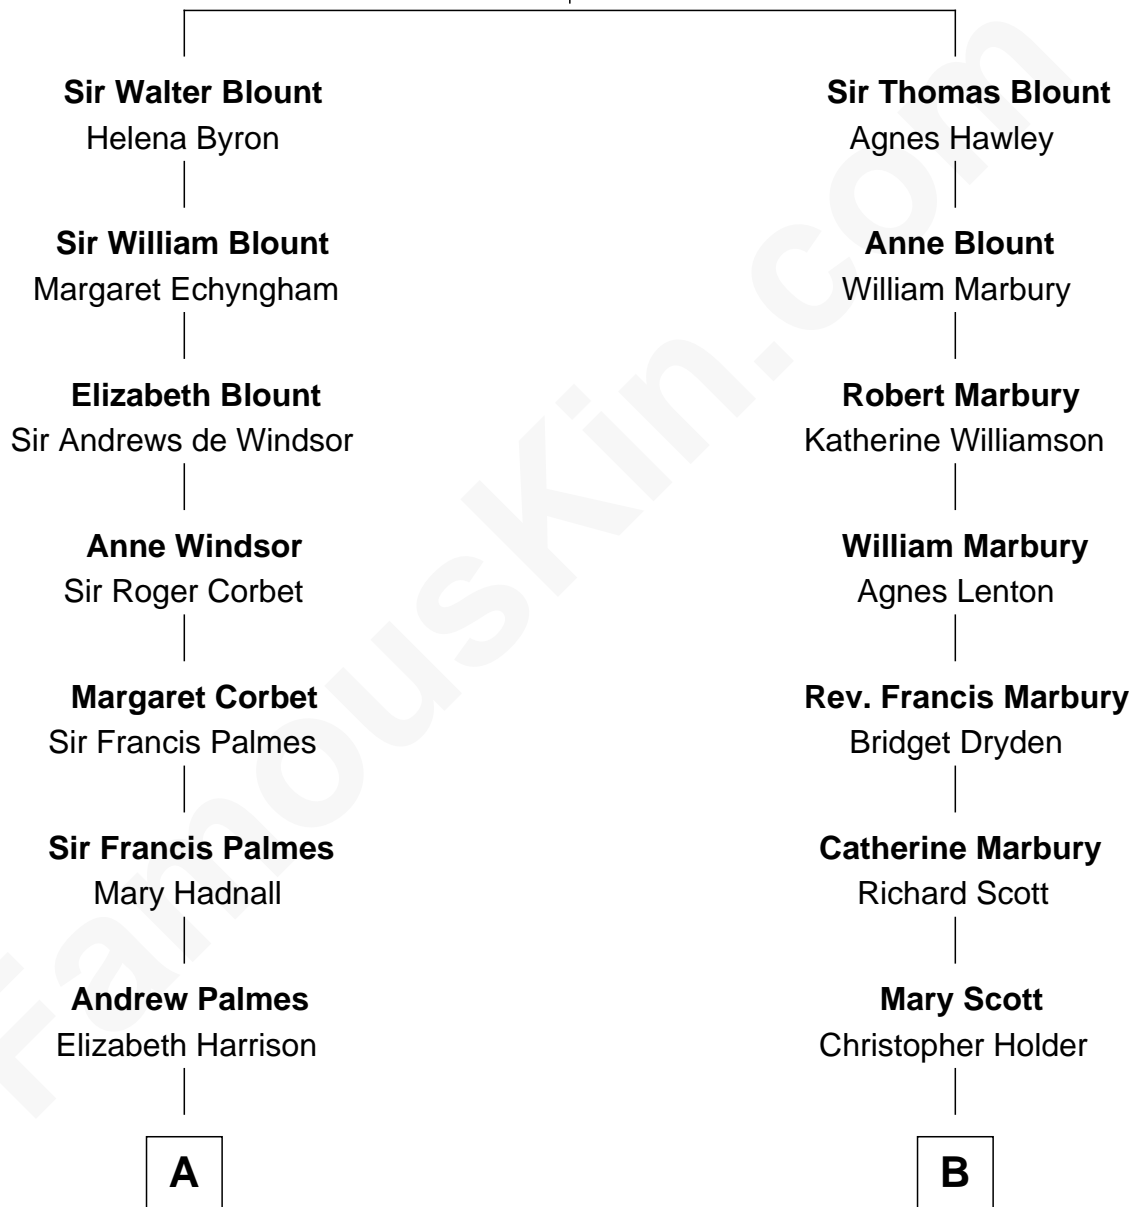 Sir Walter Blount
Helena Byron
Sir William Blount
Margaret Echyngham
Elizabeth Blount
Sir Andrews de Windsor
Anne Windsor
Sir Roger Corbet
Margaret Corbet
Sir Francis Palmes
Sir Francis Palmes
Mary Hadnall
Andrew Palmes
Elizabeth Harrison
A
Sir Thomas Blount
Agnes Hawley
Anne Blount
William Marbury
Robert Marbury
Katherine Williamson
William Marbury
Agnes Lenton
Rev. Francis Marbury
Bridget Dryden
Catherine Marbury
Richard Scott
Mary Scott
Christopher Holder
B
FamousKin.com